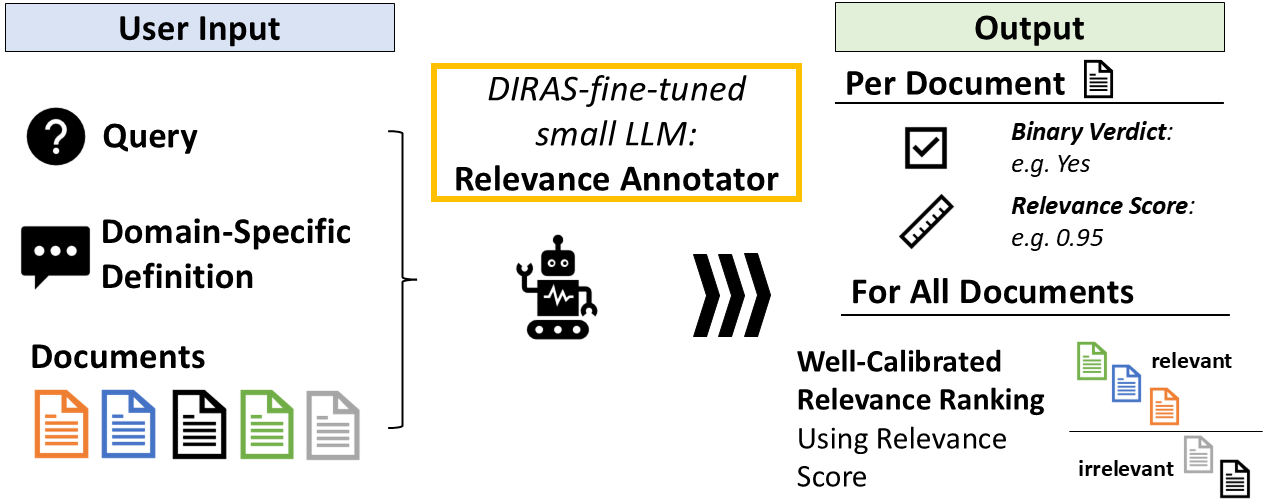 User Input
Query
Domain-Specific
Definition
Documents
DIRAS-fine-tuned
small LLM:
Relevance Annotator
Output
Per Document
Binary Verdict:
e.g. Yes
Relevance Score:
e.g. 0.95
For All Documents
Well-Calibrated
Relevance Ranking
Using Relevance
Score
relevant
irrelevant